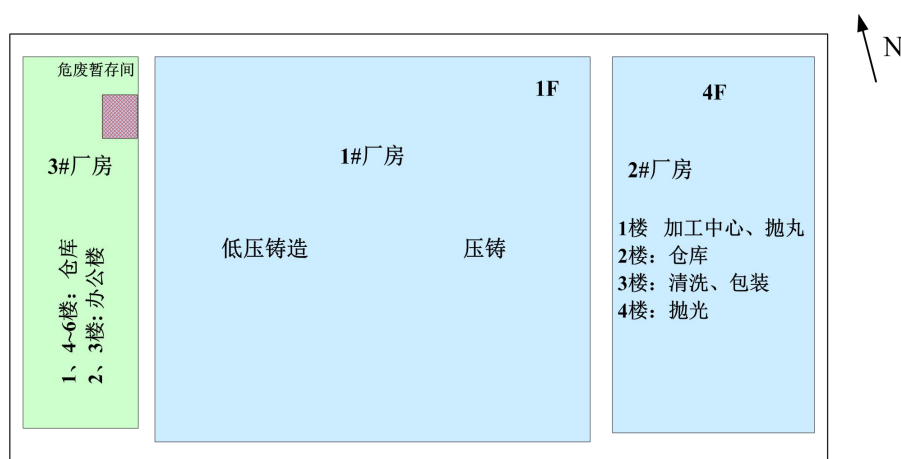 N
危废暂存间
3#厂房
1、4~6楼：仓库
2、3楼：办公楼
1F
1#厂房
低压铸造
压铸
4F
2#厂房
1楼 加工中心、抛丸
2楼：仓库
3楼：清洗、包装
4楼：抛光